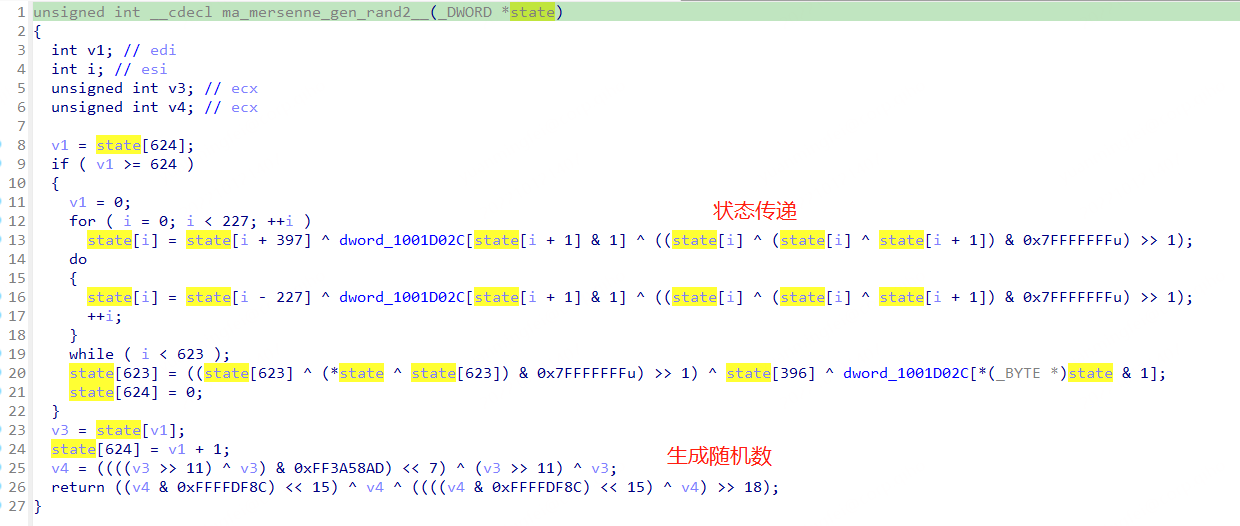 1 unsigned int __cdecl ma_mersenne_gen_rand2__(_DWORD *state)
2 {
3 int v1; // edi
4 int i; // esi
5 unsigned int v3; // ecx
6 unsigned int v4; // ecx
7
8 v1 = state[624];
9 if ( v1 >= 624 )
10 {
11 v1 = 0;
12 for ( i = 0; i < 227; ++i )
状态传递
13 state[i] = state[i + 397] ^ dword_1001D02C[state[i + 1] & 1] ^ ((state[i] ^ (state[i] ^ state[i + 1]) & 0x7FFFFFFFu) >> 1);
14 do
15 {
16 state[i] = state[i - 227] ^ dword_1001D02C[state[i + 1] & 1] ^ ((state[i] ^ (state[i] ^ state[i + 1]) & 0x7FFFFFFFu) >> 1);
17 ++i;
18 }
19 while ( i < 623 );
20 state[623] = ((state[623] ^ (*state ^ state[623]) & 0x7FFFFFFFu) >> 1) ^ state[396] ^ dword_1001D02C[*(_BYTE *)state & 1];
21 state[624] = 0;
22 }
23 v3 = state[v1];
24 state[624] = v1 + 1;
生成随机数
25 v4 = ((((v3 >> 11) ^ v3) & 0xFF3A58AD) << 7) ^ (v3 >> 11) ^ v3;
26 return ((v4 & 0xFFFFDF8C) << 15) ^ v4 ^ ((((v4 & 0xFFFFDF8C) << 15) ^ v4) >> 18);
27 }